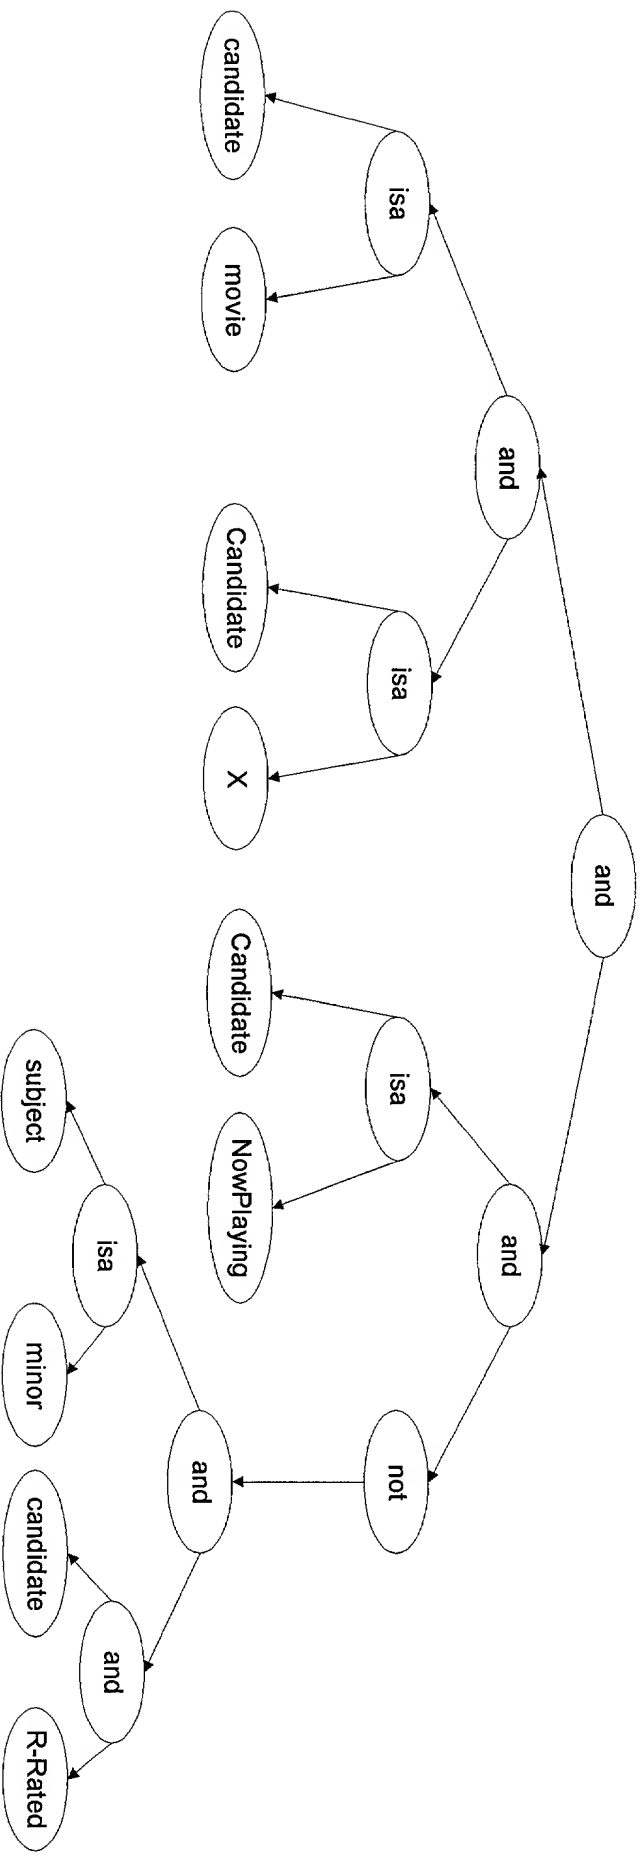 and
and
and
isa
isa
isa
not
candidate
movie
Candidate
X
Candidate
NowPlaying
and
isa
and
subject
minor
candidate
R-Rated